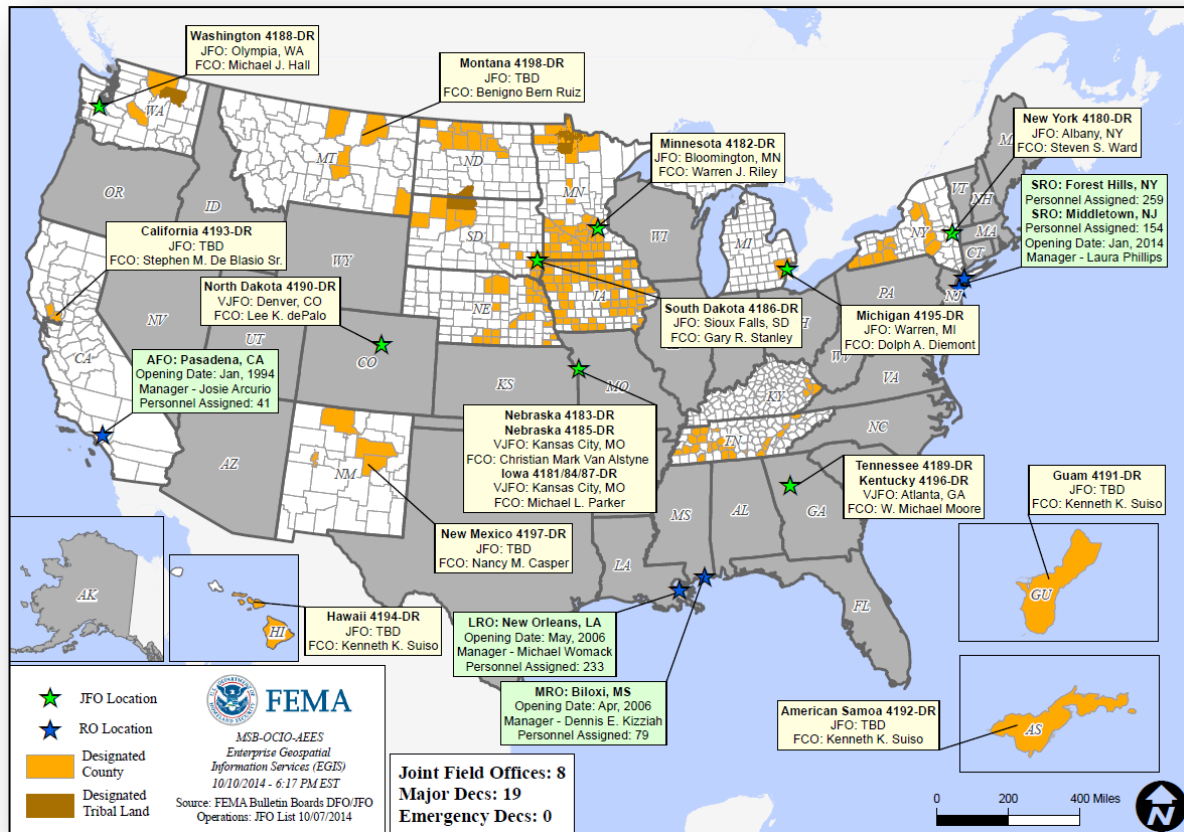 Washington 4188-DR
JFO: Olympia, WA
FCO: Michael J. Hall
Montana 4198-DR
JFO: TBD
FCO: Benigno Bern Ruiz
New York 4180-DR
JFO: Albany, NY
FCO: Steven S. Ward
Minnesota 4182-DR
JFO: Bloomington, MN
FCO: Warren J. Riley
SRO: Forest Hills, NY
Personnel Assigned: 259
SRO: Middletown, NJ
Personnel Assigned: 154
Opening Date: Jan, 2014
Manager - Laura Phillips
California 4193-DR
JFO: TBD
FCO: Stephen M. De Blasio Sr.
North Dakota 4190-DR
VJFO: Denver, CO
FCO: Lee K. dePalo
South Dakota 4186-DR
JFO: Sioux Falls, SD
FCO: Gary R. Stanley
Michigan 4195-DR
JFO: Warren, MI
FCO: Dolph A. Diemont
AFO: Pasadena, CA
Opening Date: Jan, 1994
Manager - Josie Arcurio
Personnel Assigned: 41
Nebraska 4183-DR
Nebraska 4185-DR
VJFO: Kansas City, MO
FCO: Christian Mark Van Alstyne
Iowa 4181/84/87-DR
VJFO: Kansas City, MO
FCO: Michael L. Parker
Tennessee 4189-DR
Kentucky 4196-DR
VJFO: Atlanta, GA
FCO: W. Michael Moore
Guam 4191-DR
JFO: TBD
FCO: Kenneth K. Suiso
New Mexico 4197-DR
JFO: TBD
FCO: Nancy M. Casper
Hawaii 4194-DR
JFO: TBD
FCO: Kenneth K. Suiso
LRO: New Orleans, LA
Opening Date: May, 2006
Manager - Michael Womack
Personnel Assigned: 233
MRO: Biloxi, MS
Opening Date: Apr, 2006
Manager - Dennis E. Kizziah
Personnel Assigned: 79
American Samoa 4192-DR
JFO: TBD
FCO: Kenneth K. Suiso
WA
MT
ND
MN
OR
ID
SD
WI
MI
NY
VT
NH
MA
CT
NJ
PA
WY
NE
IA
NV
UT
CO
CA
KS
MO
KY
WV
VA
NC
TN
AZ
NM
MS
AL
GA
LA
FL
AK
HI
GU
AS
JFO Location
RO Location
Designated
County
Designated
Tribal Land
FEMA
MSB-OCIO-AEES
Enterprise Geospatial
Information Services (EGIS)
10/10/2014 - 6:17 PM EST
Source: FEMA Bulletin Boards DFO/JFO
Operations: JFO List 10/07/2014
Joint Field Offices: 8
Major Decs: 19
Emergency Decs: 0
0 200 400 Miles
N